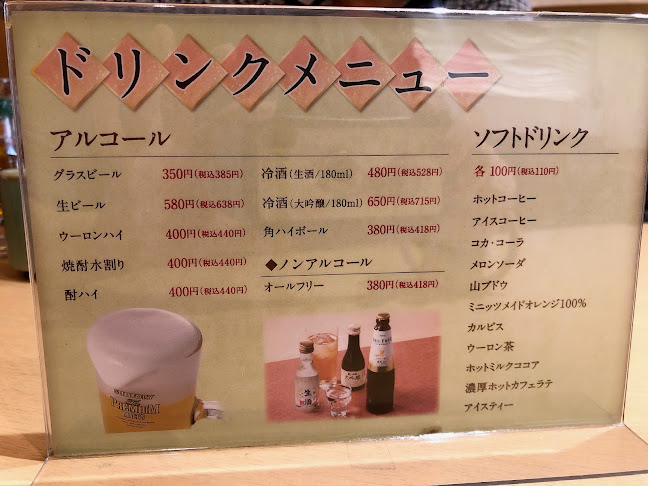 ドリンクメニュー
アルコール
グラスビール 350円(税込385円)
生ビール 580円(税込638円)
ウーロンハイ 400円(税込440円)
焼酎水割り 400円(税込440円)
酎ハイ 400円(税込440円)
冷酒(生酒/180ml) 480円(税込528円)
冷酒(大吟醸/180ml) 650円(税込715円)
角ハイボール 380円(税込418円)
◆ノンアルコール
オールフリー 380円(税込418円)
ソフトドリンク
各 100円(税込110円)
ホットコーヒー
アイスコーヒー
コカ・コーラ
メロンソーダ
山ブドウ
ミニッツメイドオレンジ100%
カルピス
ウーロン茶
ホットミルクココア
濃厚ホットカフェラテ
アイスティー
SUNTORY
THE
PREMIUM
MALT'S
生酒